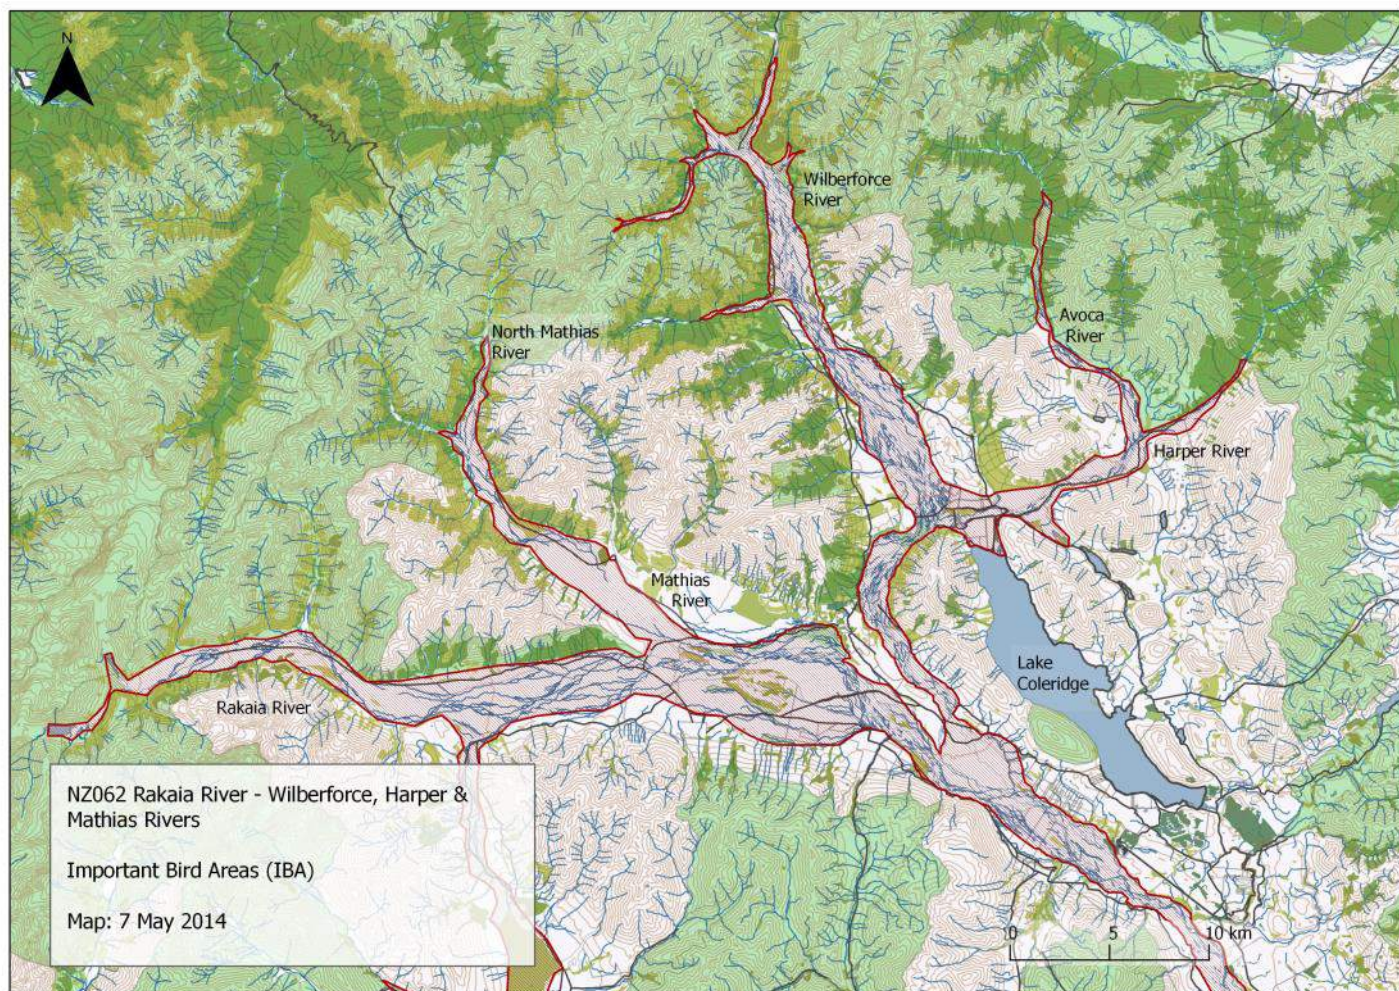 N
Wilberforce
River
North Mathias
River
Avoca
River
Harper River
Mathias
River
Lake
Coleridge
Rakaia River
NZ062 Rakaia River - Wilberforce, Harper &
Mathias Rivers
Important Bird Areas (IBA)
Map: 7 May 2014
0 5 10 km